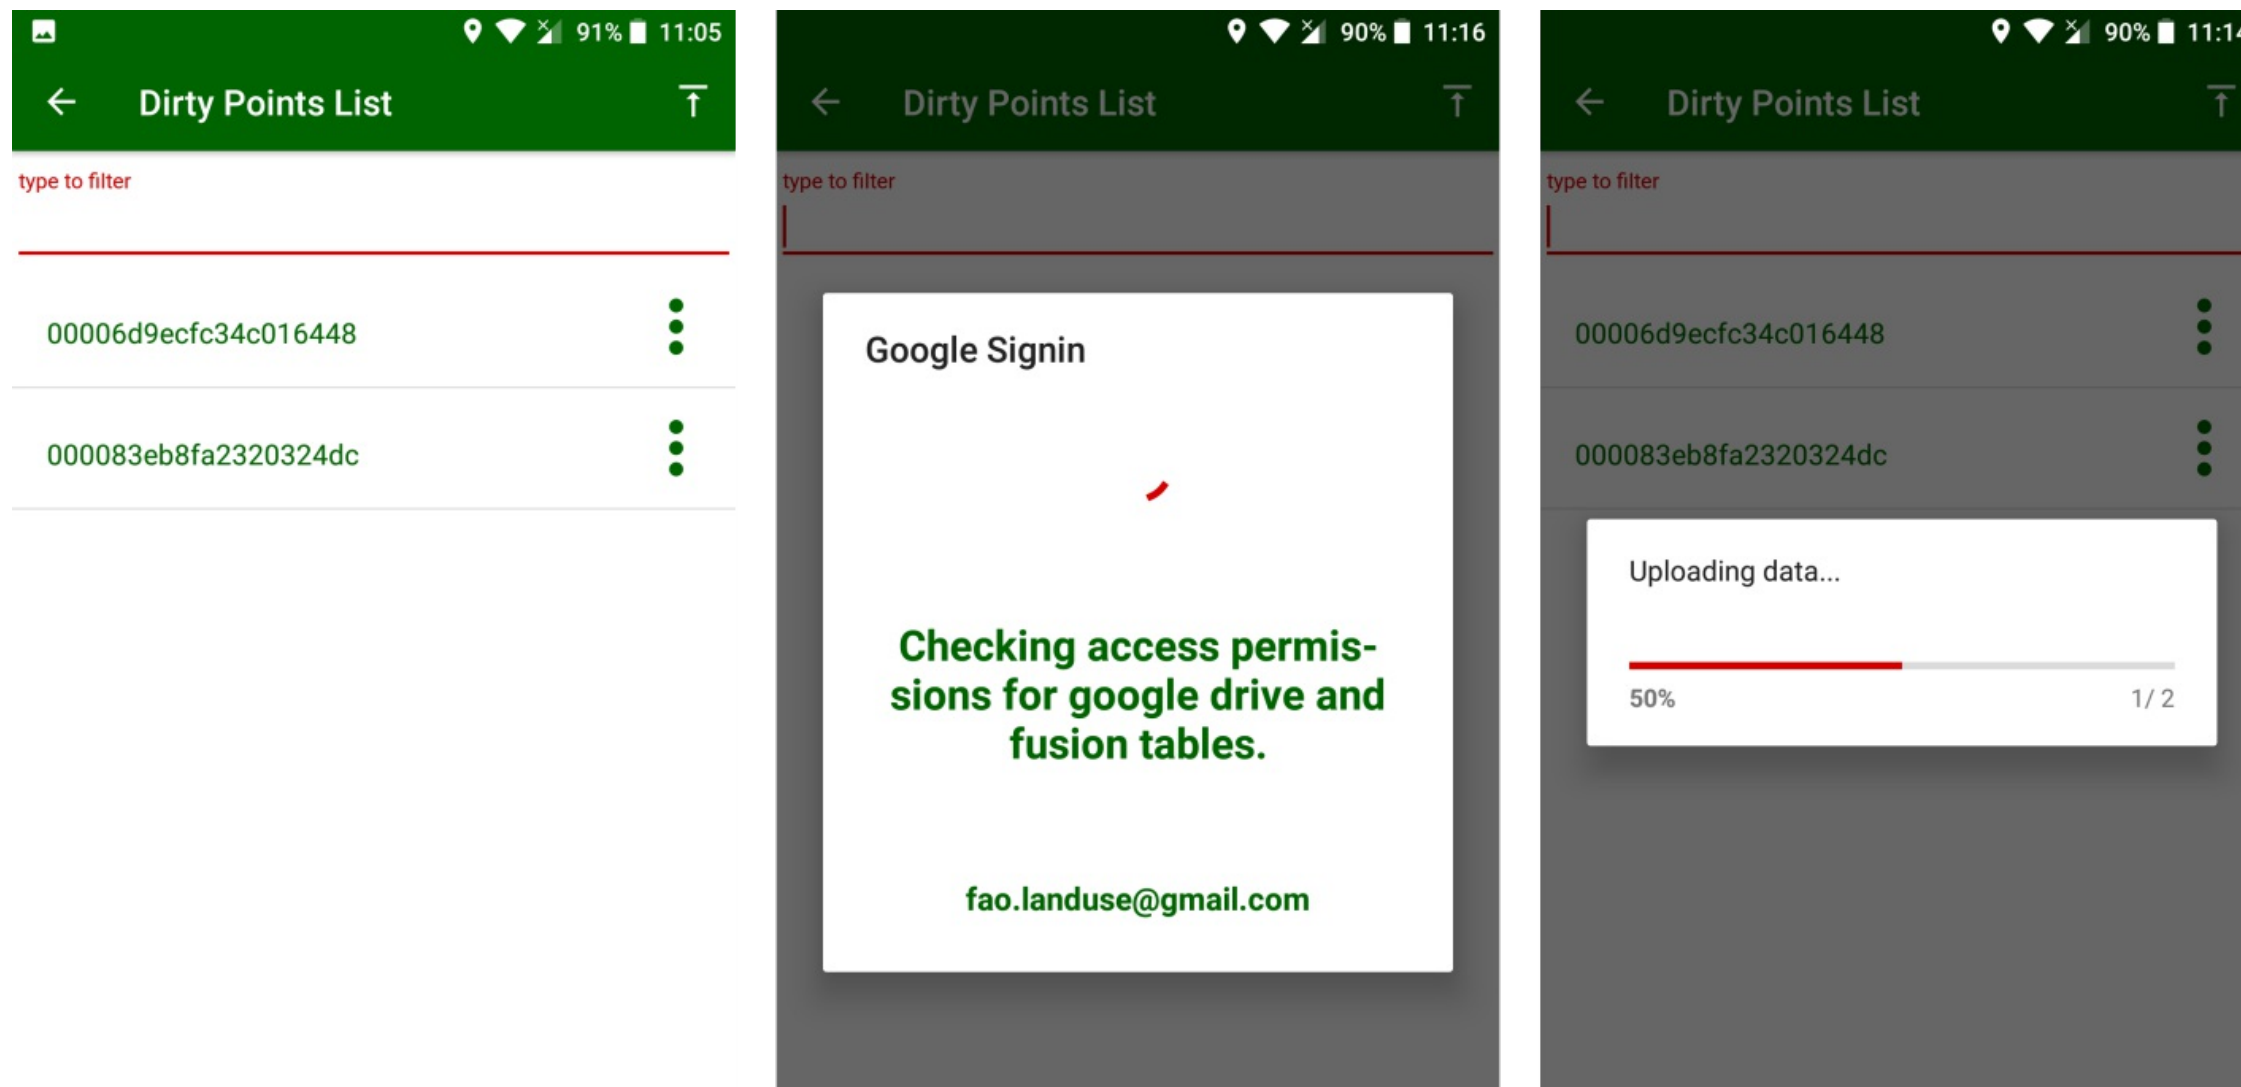 91% 11:05
Dirty Points List
type to filter
00006d9ecfc34c016448
000083eb8fa2320324dc
90% 11:16
Dirty Points List
type to filter
Google Signin
Checking access permis-
sions for google drive and
fusion tables.
fao.landuse@gmail.com
90% 11:14
Dirty Points List
type to filter
00006d9ecfc34c016448
000083eb8fa2320324dc
Uploading data...
50% 1/ 2